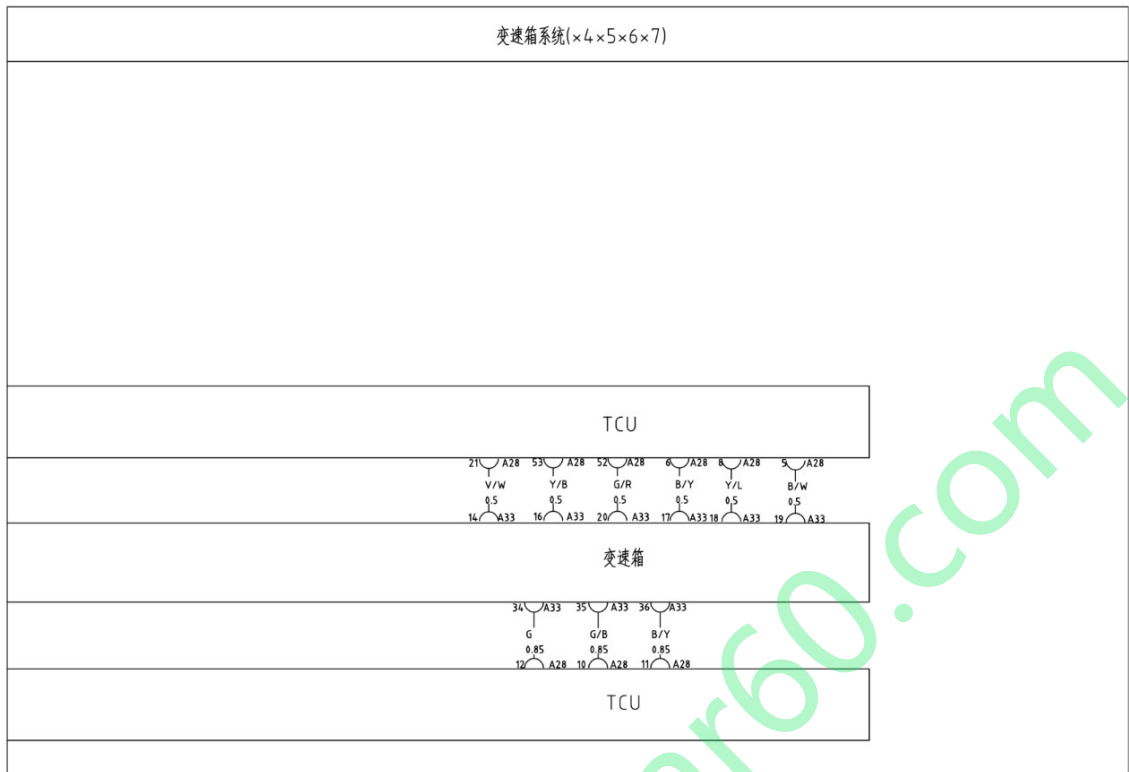 变速箱系统(×4×5×6×7)
TCU
21 A28 53 A28 52 A28 6 A28 8 A28 5 A28
V/W Y/B G/R B/Y Y/L B/W
0.5 0.5 0.5 0.5 0.5 0.5
14 A33 16 A33 20 A33 17 A33 18 A33 19 A33
变速箱
34 A33 35 A33 36 A33
G G/B B/Y
0.85 0.85 0.85
12 A28 10 A28 11 A28
TCU
ar60.com